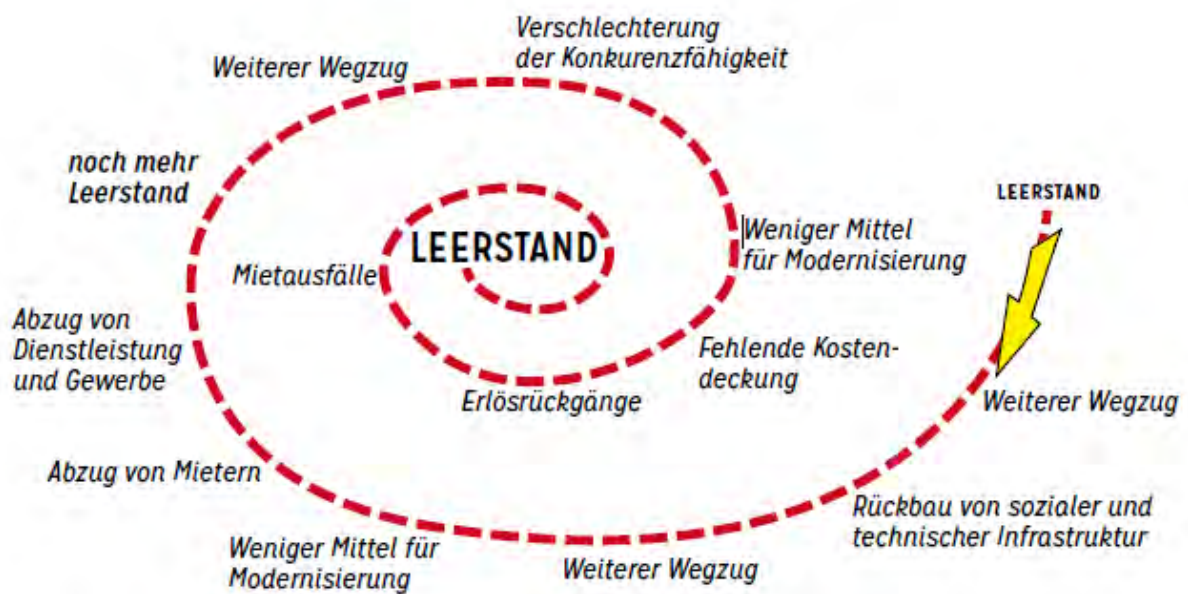 Verschlechterung
der Konkurenzfähigkeit
Weiterer Wegzug
noch mehr
Leerstand
LEERSTAND
LEERSTAND
Weniger Mittel
für Modernisierung
Mietausfälle
Abzug von
Dienstleistung
und Gewerbe
Fehlende Kosten-
deckung
Erlösrückgänge
Weiterer Wegzug
Abzug von Mietern
Rückbau von sozialer und
technischer Infrastruktur
Weniger Mittel für
Modernisierung
Weiterer Wegzug